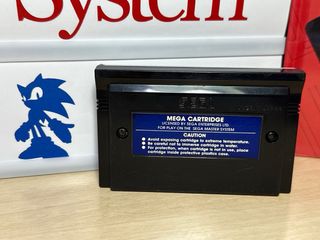 System
SEGA
MEGA CARTRIDGE
LICENSED BY SEGA ENTERPRISES LTD.
FOR PLAY ON THE SEGA MASTER SYSTEM
CAUTION
● Avoid exposing cartridge to extreme temperature.
● Be careful not to immerse cartridge in water.
● For protection, when cartridge is not in use, place
cartridge inside protective plastic case.